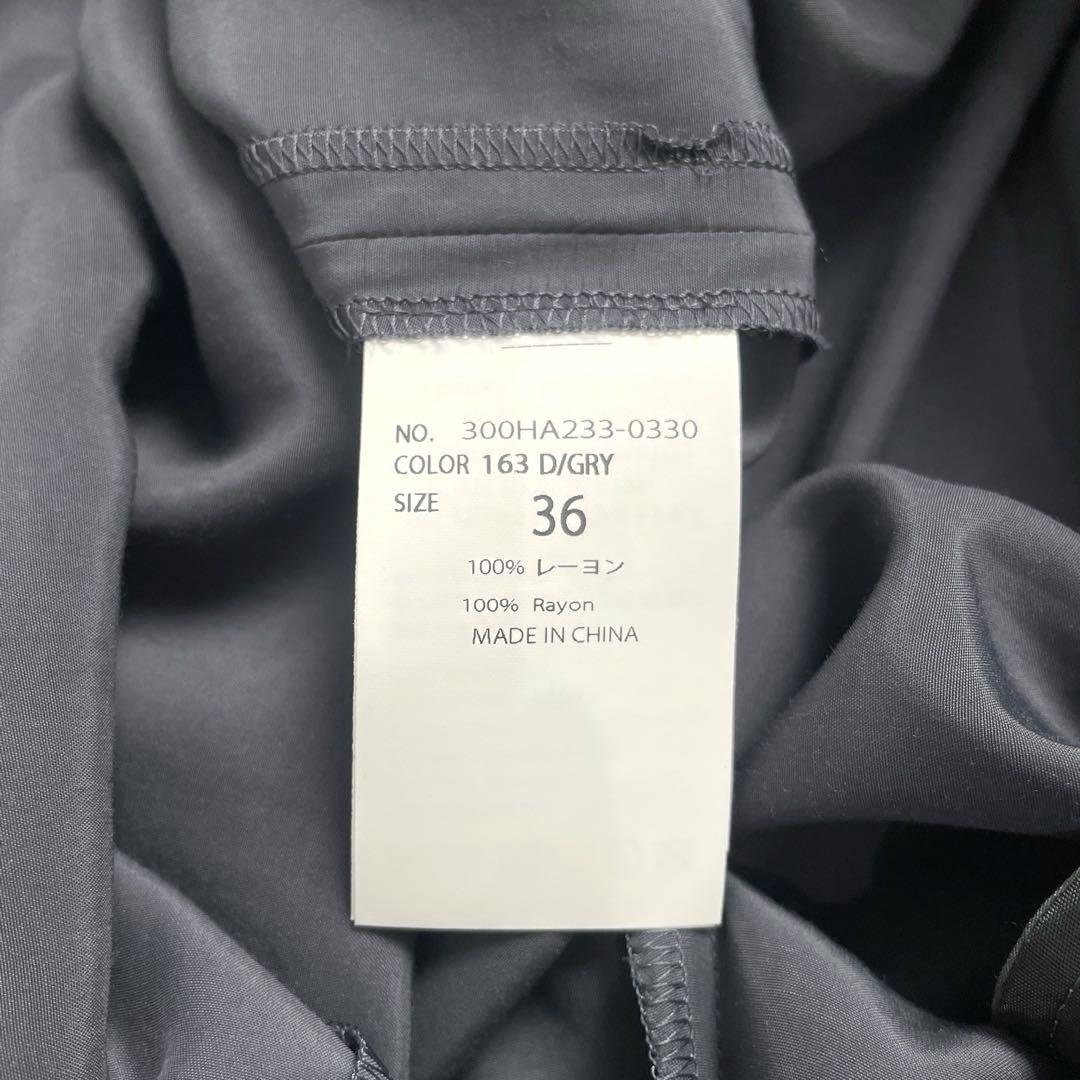 NO. 300HA233-0330
COLOR 163 D/GRY
SIZE 36
100% レーヨン
100% Rayon
MADE IN CHINA